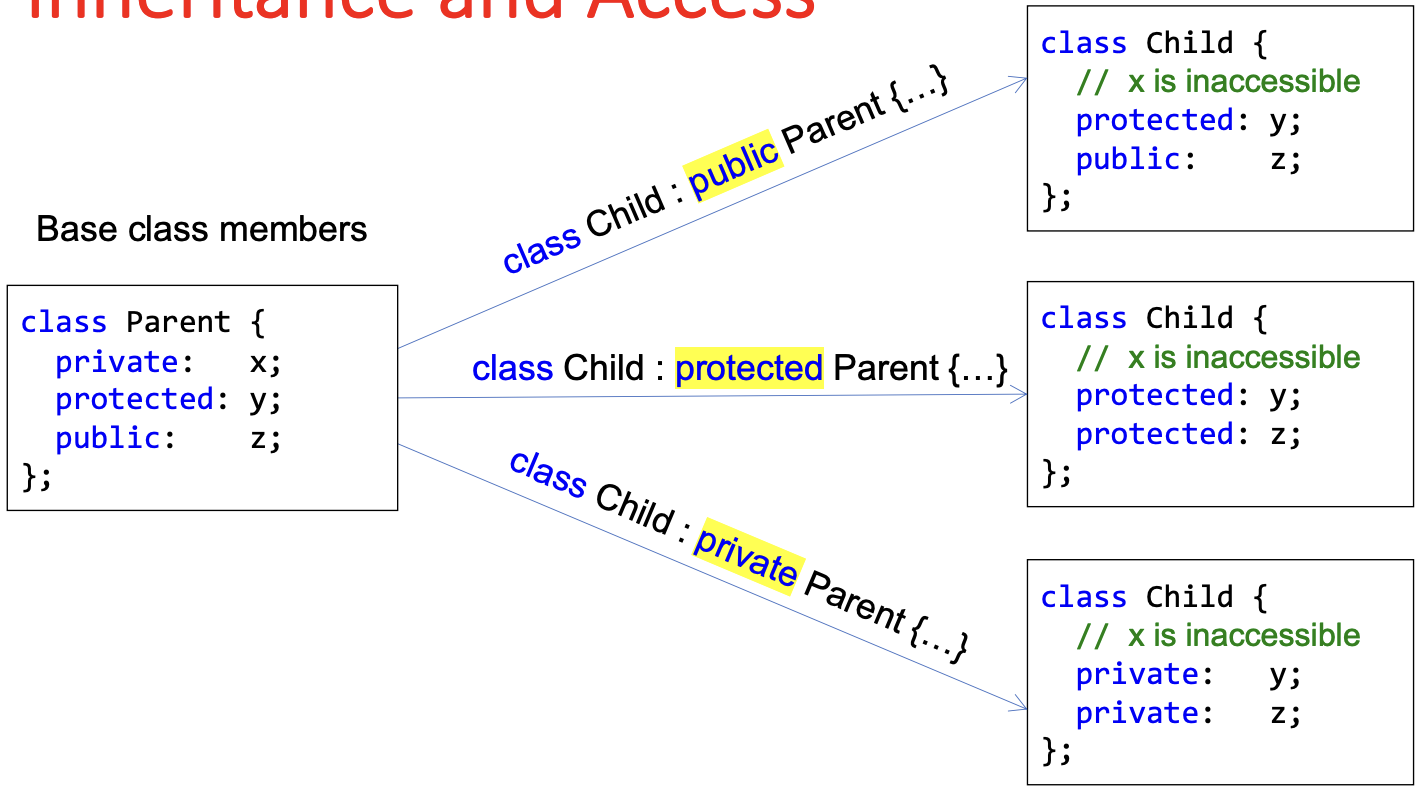 Inheritance and Access
Base class members
class Parent {
private: x;
protected: y;
public: z;
};
class Child : public Parent {…}
class Child {
// x is inaccessible
protected: y;
public: z;
};
class Child : protected Parent {…}
class Child {
// x is inaccessible
protected: y;
protected: z;
};
class Child : private Parent {…}
class Child {
// x is inaccessible
private: y;
private: z;
};